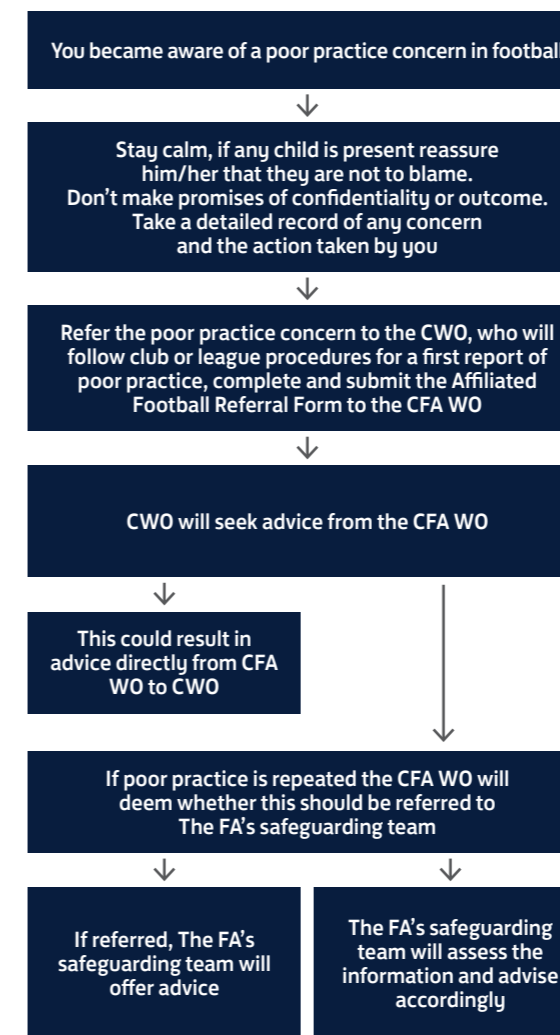 You became aware of a poor practice concern in football
Stay calm, if any child is present reassure
him/her that they are not to blame.
Don't make promises of confidentiality or outcome.
Take a detailed record of any concern
and the action taken by you
Refer the poor practice concern to the CWO, who will
follow club or league procedures for a first report of
poor practice, complete and submit the Affiliated
Football Referral Form to the CFA WO
CWO will seek advice from the CFA WO
This could result in
advice directly from CFA
WO to CWO
If poor practice is repeated the CFA WO will
deem whether this should be referred to
The FA's safeguarding team
If referred, The FA's
safeguarding team will
offer advice
The FA's safeguarding
team will assess the
information and advise
accordingly